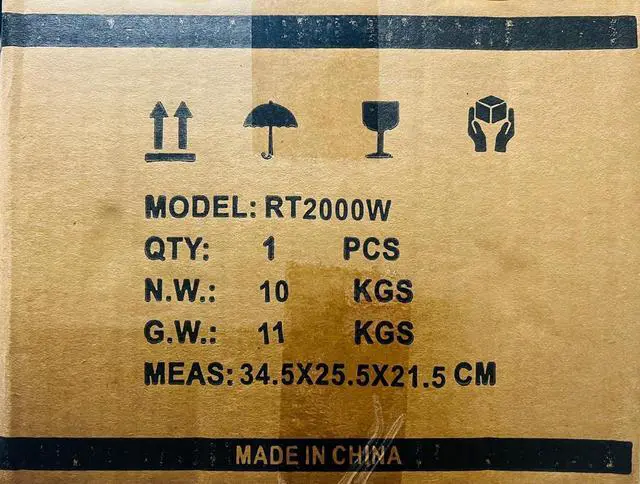 MODEL: RT2000W
QTY: 1 PCS
N.W.: 10 KGS
G.W.: 11 KGS
MEAS: 34.5X25.5X21.5 CM
MADE IN CHINA